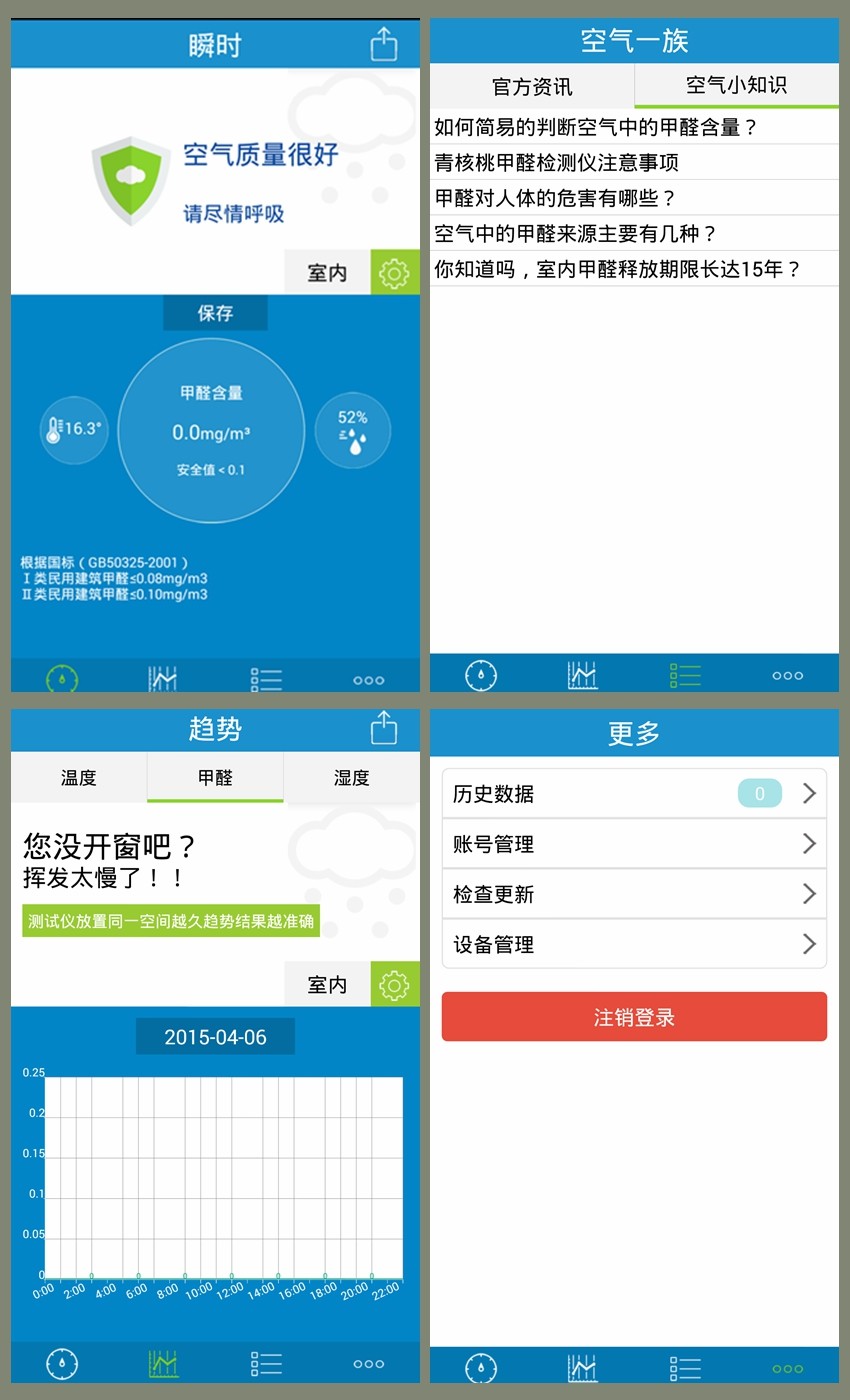 瞬时
空气质量很好
请尽情呼吸
室内
保存
甲醛含量
0.0mg/m³
安全值<0.1
16.3°
52%
根据国标（GB50325-2001）
Ⅰ类民用建筑甲醛≤0.08mg/m3
Ⅱ类民用建筑甲醛≤0.10mg/m3
空气一族
官方资讯
空气小知识
如何简易的判断空气中的甲醛含量？
青核桃甲醛检测仪注意事项
甲醛对人体的危害有哪些？
空气中的甲醛来源主要有几种？
你知道吗，室内甲醛释放期限长达15年？
趋势
温度
甲醛
湿度
您没开窗吧？
挥发太慢了！！
测试仪放置同一空间越久趋势结果越准确
室内
2015-04-06
0.25
0.2
0.15
0.1
0.05
0
0 0 0 0 0 0 0
0:00 2:00 4:00 6:00 8:00 10:00 12:00 14:00 16:00 18:00 20:00 22:00
更多
历史数据
0
账号管理
检查更新
设备管理
注销登录